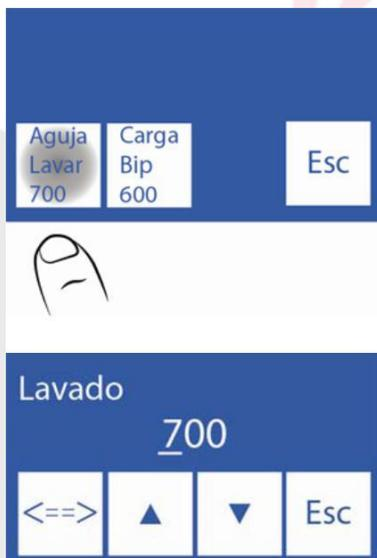 Aguja
Lavar
700
Carga
Bip
600
Esc
Lavado
700
<==>
▲
▼
Esc